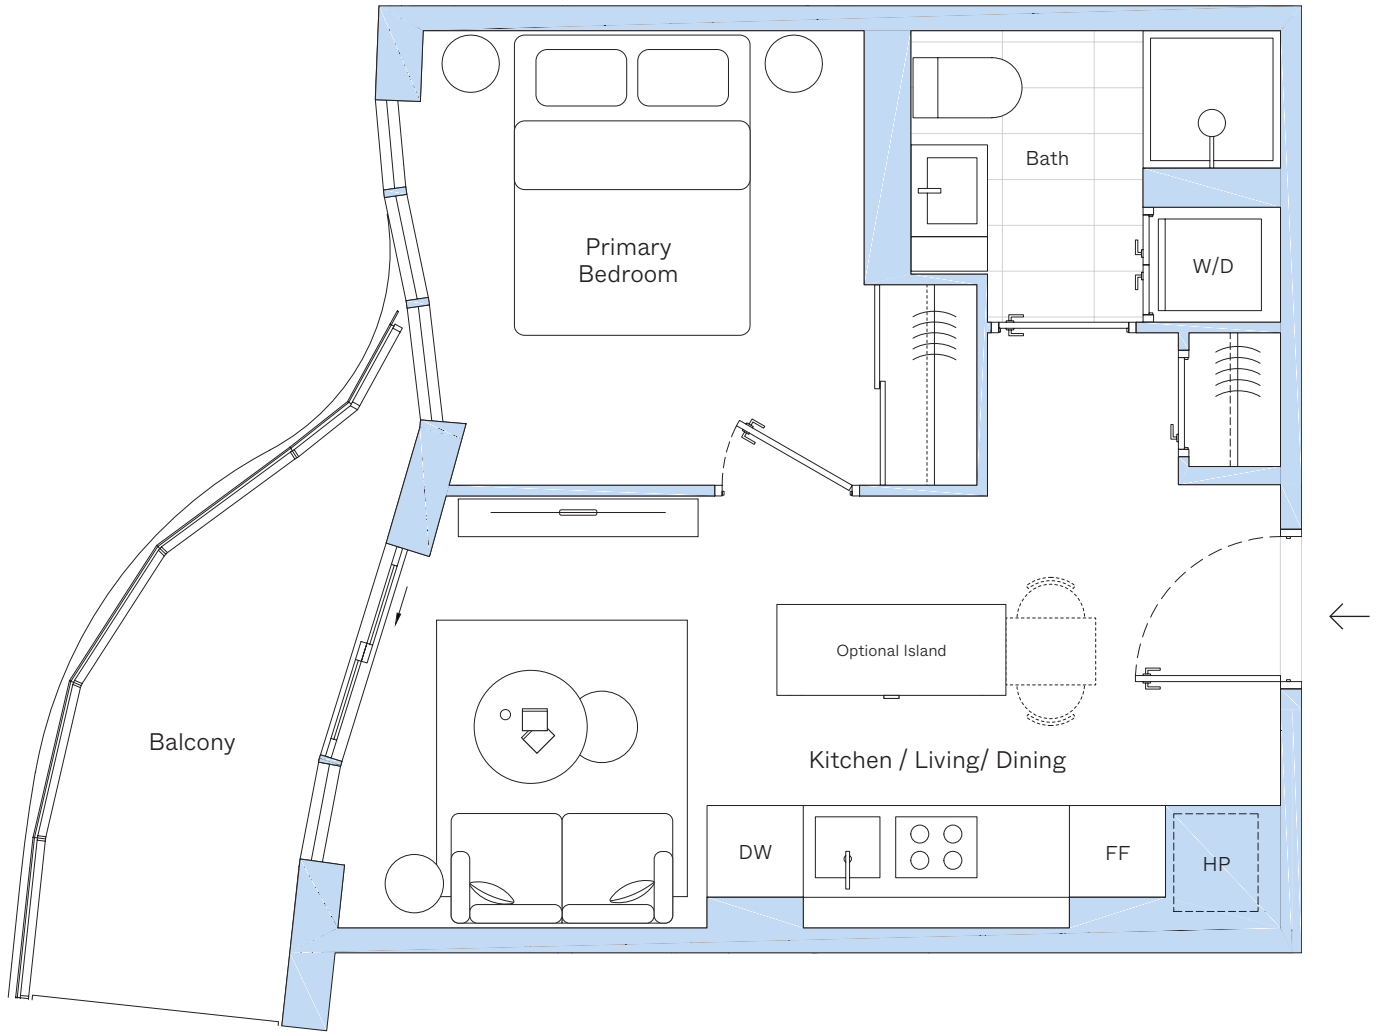 Bath
Primary
Bedroom
W/D
Optional Island
Balcony
Kitchen / Living/ Dining
DW
FF
HP